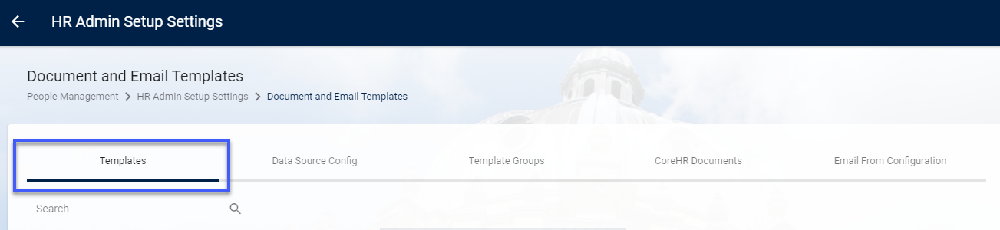 HR Admin Setup Settings
Document and Email Templates
People Management > HR Admin Setup Settings > Document and Email Templates
Templates Data Source Config Template Groups CoreHR Documents Email From Configuration
Search